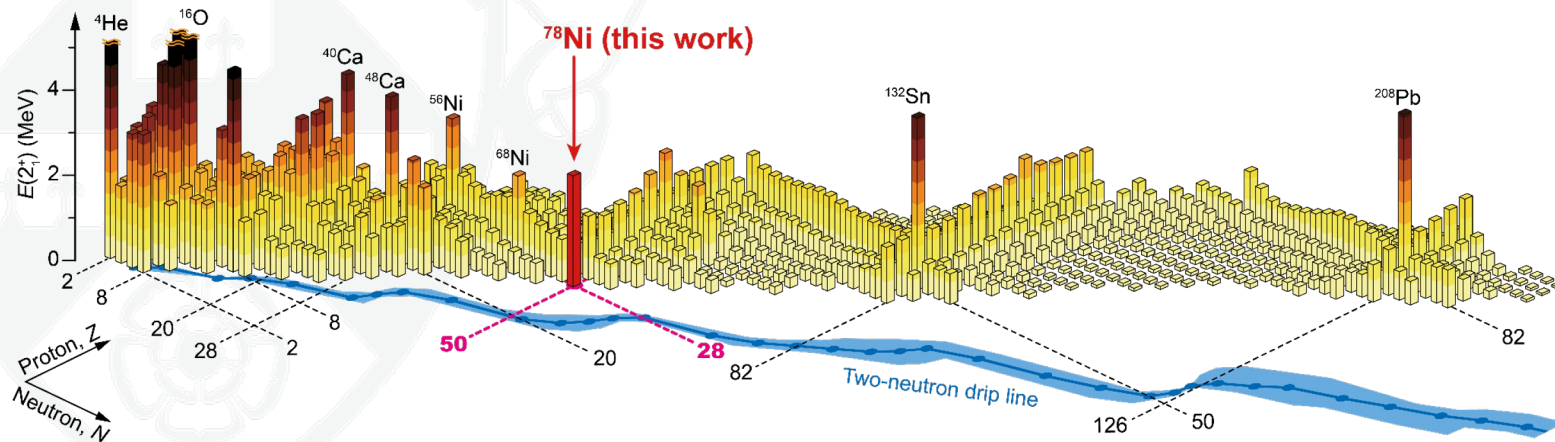 ⁴He
¹⁶O
⁴⁰Ca
⁴⁸Ca
⁵⁶Ni
⁶⁸Ni
⁷⁸Ni (this work)
¹³²Sn
²⁰⁸Pb
E(2⁺₁) (MeV)
4
2
0
2
8
20
28
2
8
50
20
28
82
126
50
82
Proton, Z
Neutron, N
Two-neutron drip line